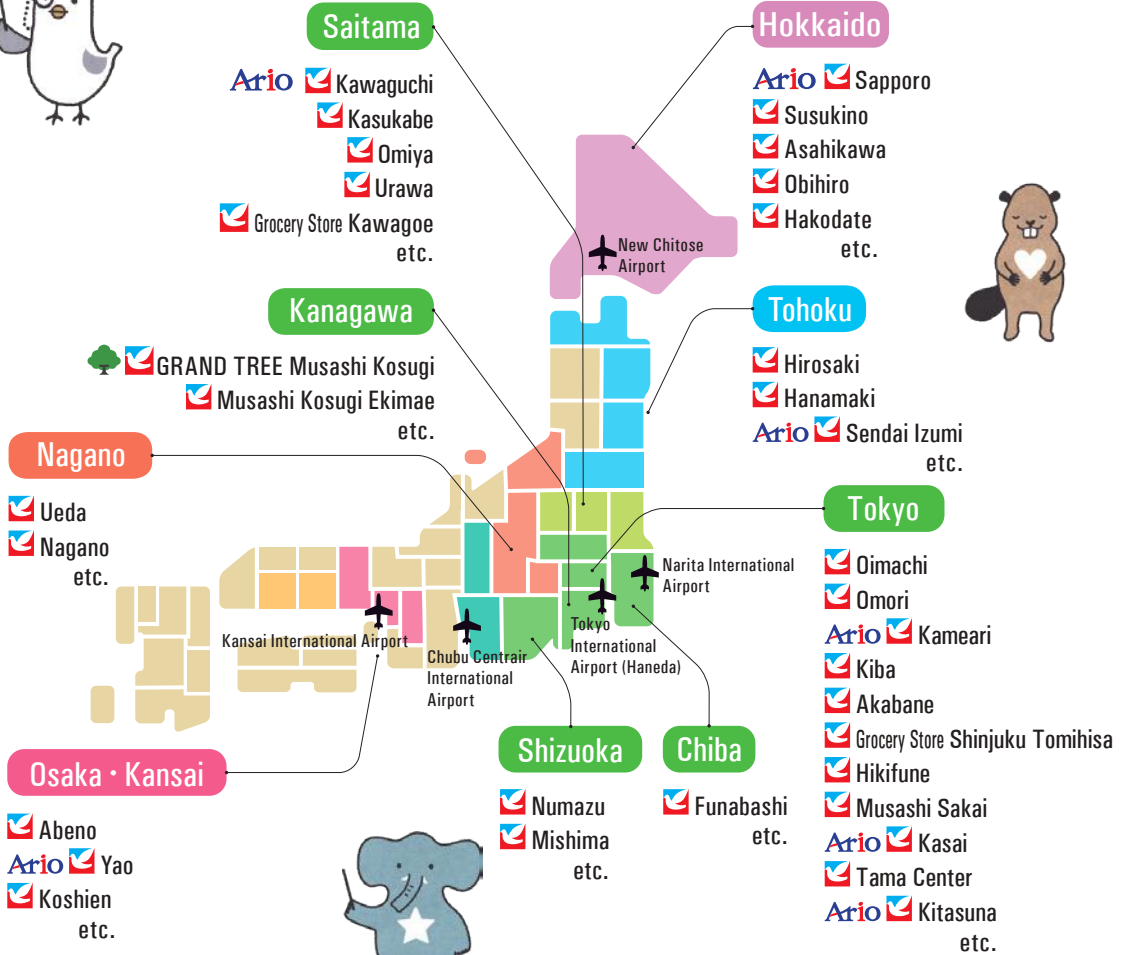 Saitama
Ario Kawaguchi
Kasukabe
Omiya
Urawa
Grocery Store Kawagoe
etc.
Hokkaido
Ario Sapporo
Susukino
Asahikawa
Obihiro
Hakodate
etc.
New Chitose
Airport
Kanagawa
GRAND TREE Musashi Kosugi
Musashi Kosugi Ekimae
etc.
Tohoku
Hirosaki
Hanamaki
Ario Sendai Izumi
etc.
Nagano
Ueda
Nagano
etc.
Tokyo
Oimachi
Omori
Ario Kameari
Kiba
Akabane
Grocery Store Shinjuku Tomihisa
Hikifune
Musashi Sakai
Ario Kasai
Tama Center
Ario Kitasuna
etc.
Narita International
Airport
Tokyo
International
Airport (Haneda)
Kansai International Airport
Chubu Centrair
International
Airport
Osaka・Kansai
Abeno
Ario Yao
Koshien
etc.
Shizuoka
Numazu
Mishima
etc.
Chiba
Funabashi
etc.